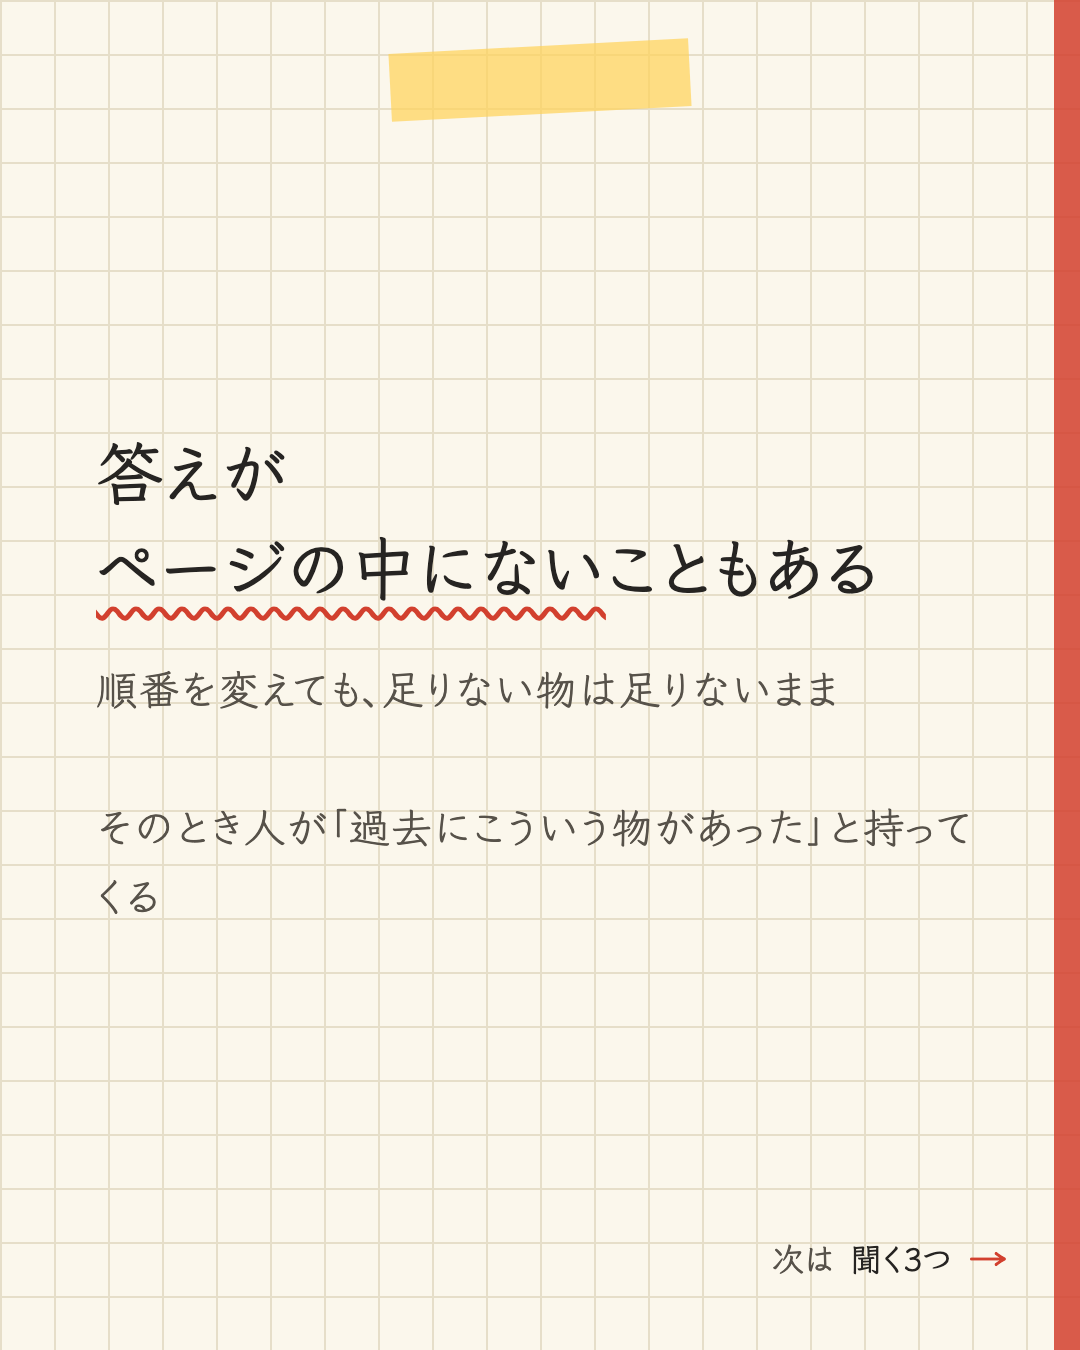 答えが
ページの中にないこともある
順番を変えても、足りない物は足りないまま
そのとき人が「過去にこういう物があった」と持って
くる
次は 聞く3つ →